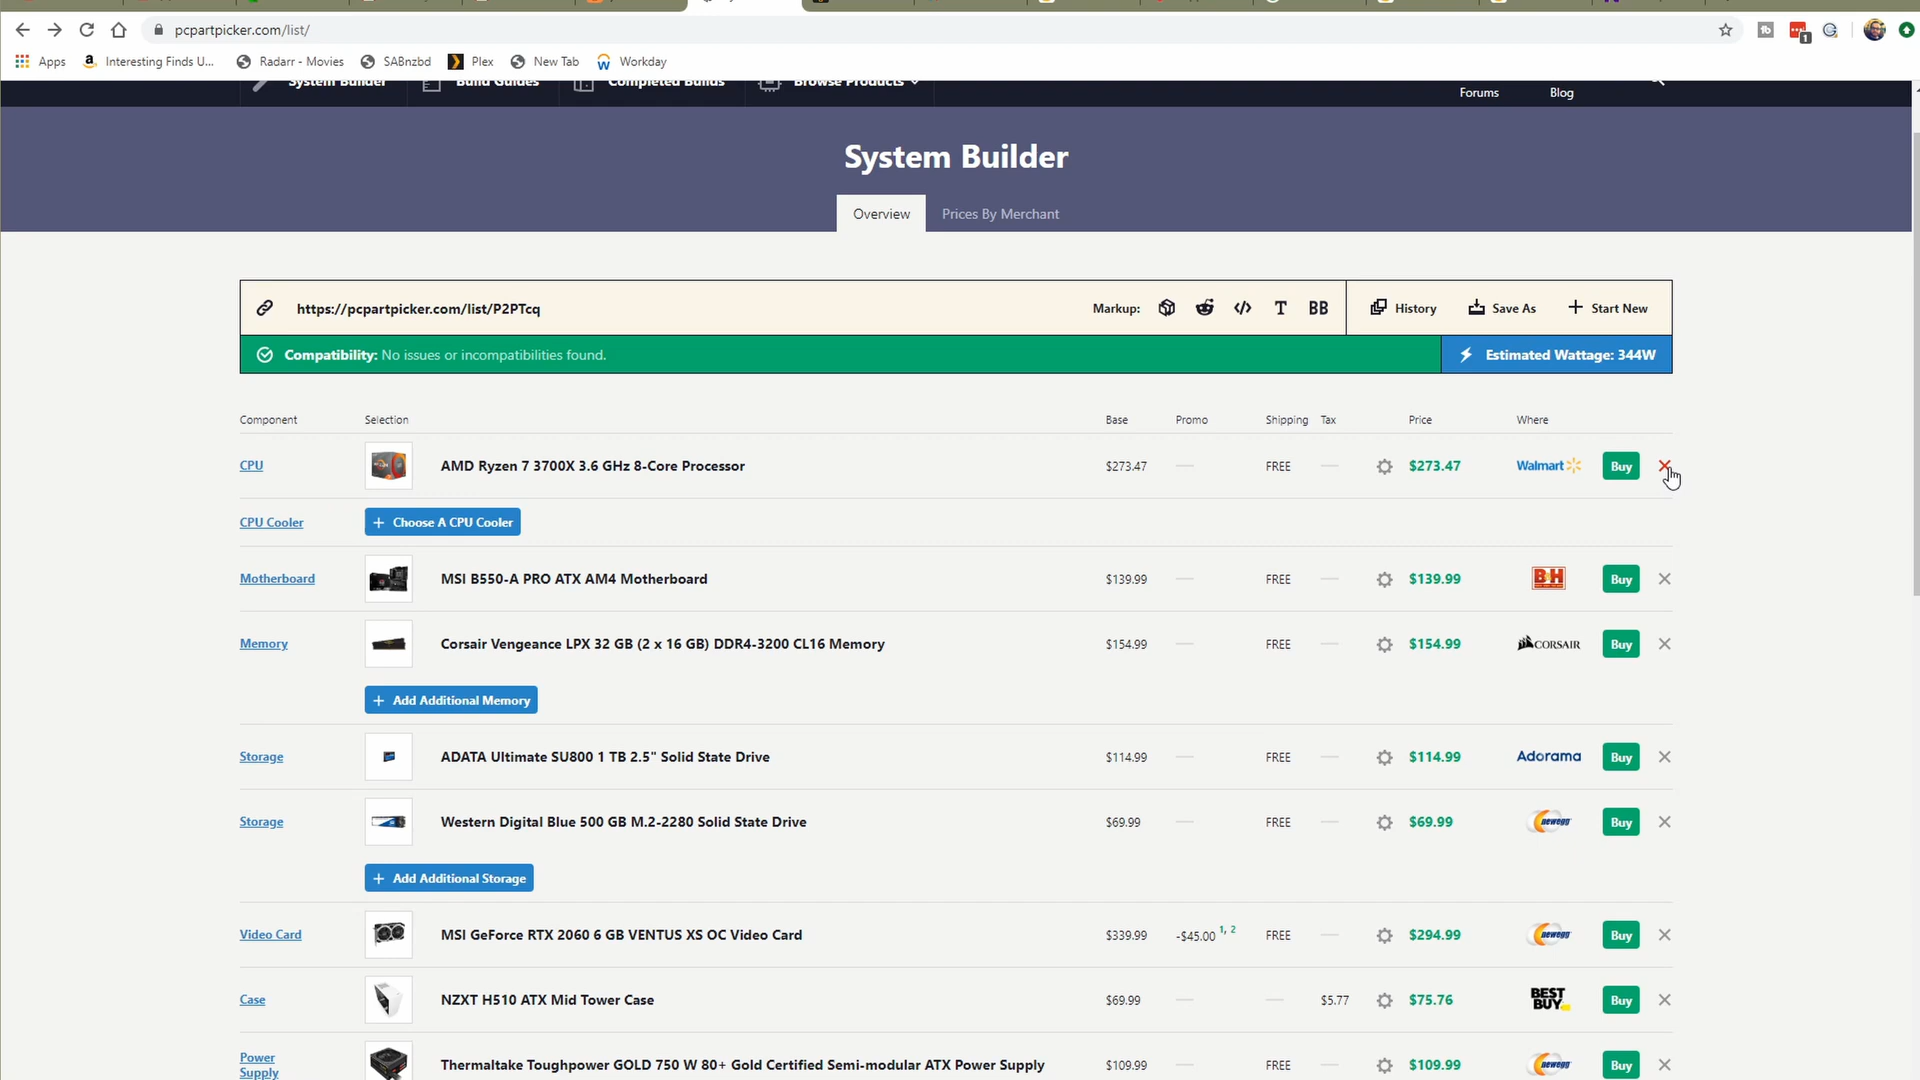 pcpartpicker.com/list/
1
Apps
Interesting Finds U...
Radarr - Movies
SABnzbd
Plex
New Tab
Workday
System Builder
Build Guides
Completed Builds
Browse Products
Forums
Blog
System Builder
Overview
Prices By Merchant
https://pcpartpicker.com/list/P2PTcq
Markup:
T
BB
History
Save As
Start New
Compatibility: No issues or incompatibilities found.
Estimated Wattage: 344W
Component Selection Base Promo Shipping Tax Price Where
CPU AMD Ryzen 7 3700X 3.6 GHz 8-Core Processor $273.47 — FREE — $273.47 Walmart Buy
CPU Cooler + Choose A CPU Cooler
Motherboard MSI B550-A PRO ATX AM4 Motherboard $139.99 — FREE — $139.99 B&H Buy
Memory Corsair Vengeance LPX 32 GB (2 x 16 GB) DDR4-3200 CL16 Memory $154.99 — FREE — $154.99 CORSAIR Buy
+ Add Additional Memory
Storage ADATA Ultimate SU800 1 TB 2.5" Solid State Drive $114.99 — FREE — $114.99 Adorama Buy
Storage Western Digital Blue 500 GB M.2-2280 Solid State Drive $69.99 — FREE — $69.99 newegg Buy
+ Add Additional Storage
Video Card MSI GeForce RTX 2060 6 GB VENTUS XS OC Video Card $339.99 -$45.00 1, 2 FREE — $294.99 newegg Buy
Case NZXT H510 ATX Mid Tower Case $69.99 — — $5.77 $75.76 BEST BUY Buy
Power Supply Thermaltake Toughpower GOLD 750 W 80+ Gold Certified Semi-modular ATX Power Supply $109.99 — FREE — $109.99 newegg Buy